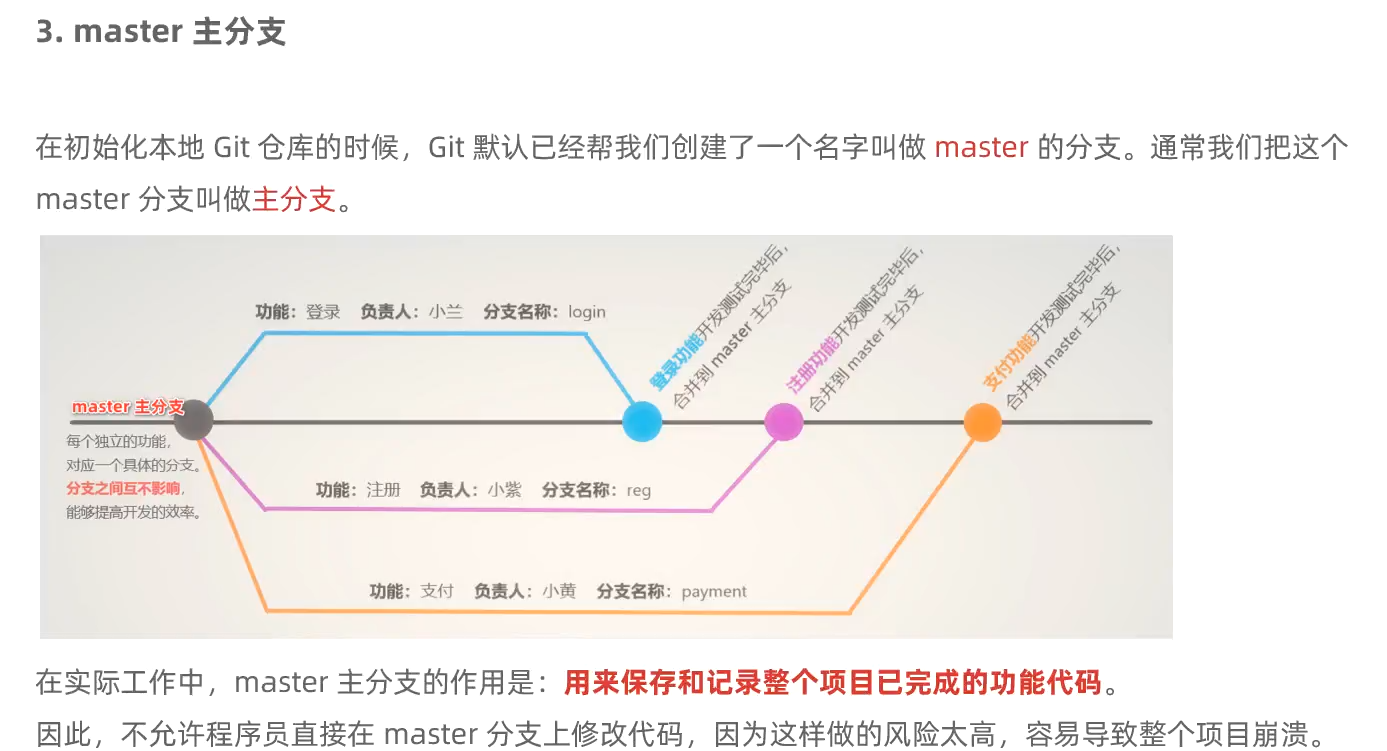 3. master 主分支
在初始化本地 Git 仓库的时候，Git 默认已经帮我们创建了一个名字叫做 master 的分支。通常我们把这个
master 分支叫做主分支。
功能：登录 负责人：小兰 分支名称：login
登录功能开发测试完毕后，
合并到 master 主分支
注册功能开发测试完毕后，
合并到 master 主分支
支付功能开发测试完毕后，
合并到 master 主分支
master 主分支
每个独立的功能，
对应一个具体的分支。
分支之间互不影响，
能够提高开发的效率。
功能：注册 负责人：小紫 分支名称：reg
功能：支付 负责人：小黄 分支名称：payment
在实际工作中，master 主分支的作用是：用来保存和记录整个项目已完成的功能代码。
因此，不允许程序员直接在 master 分支上修改代码，因为这样做的风险太高，容易导致整个项目崩溃。